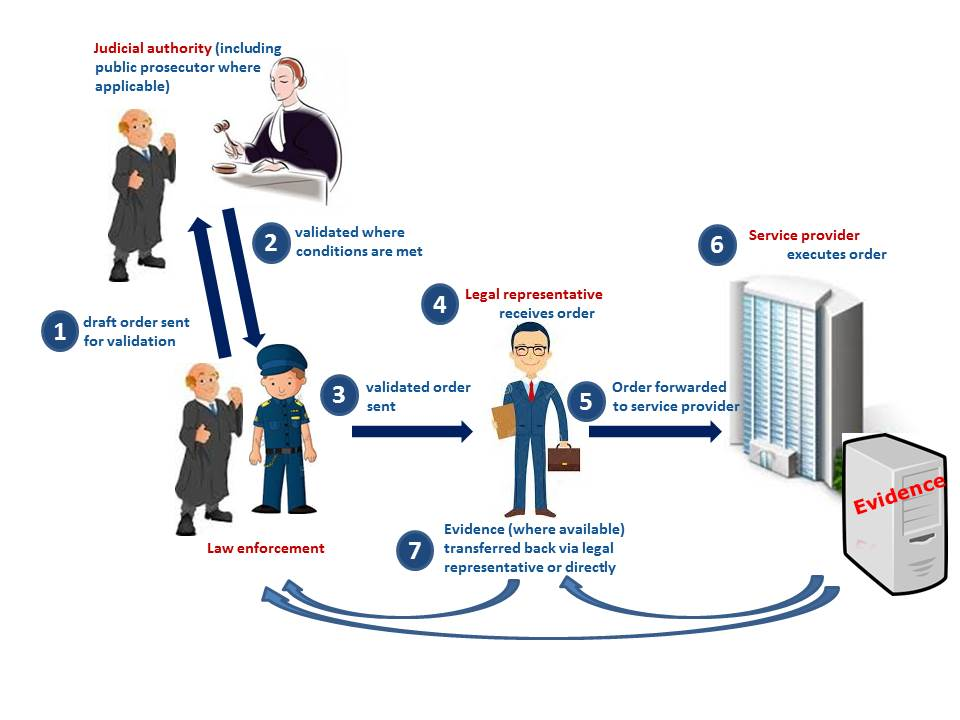 Judicial authority (including
public prosecutor where
applicable)
2
validated where
conditions are met
6
Service provider
executes order
1
draft order sent
for validation
4
Legal representative
receives order
3
validated order
sent
5
Order forwarded
to service provider
Evidence
Law enforcement
7
Evidence (where available)
transferred back via legal
representative or directly